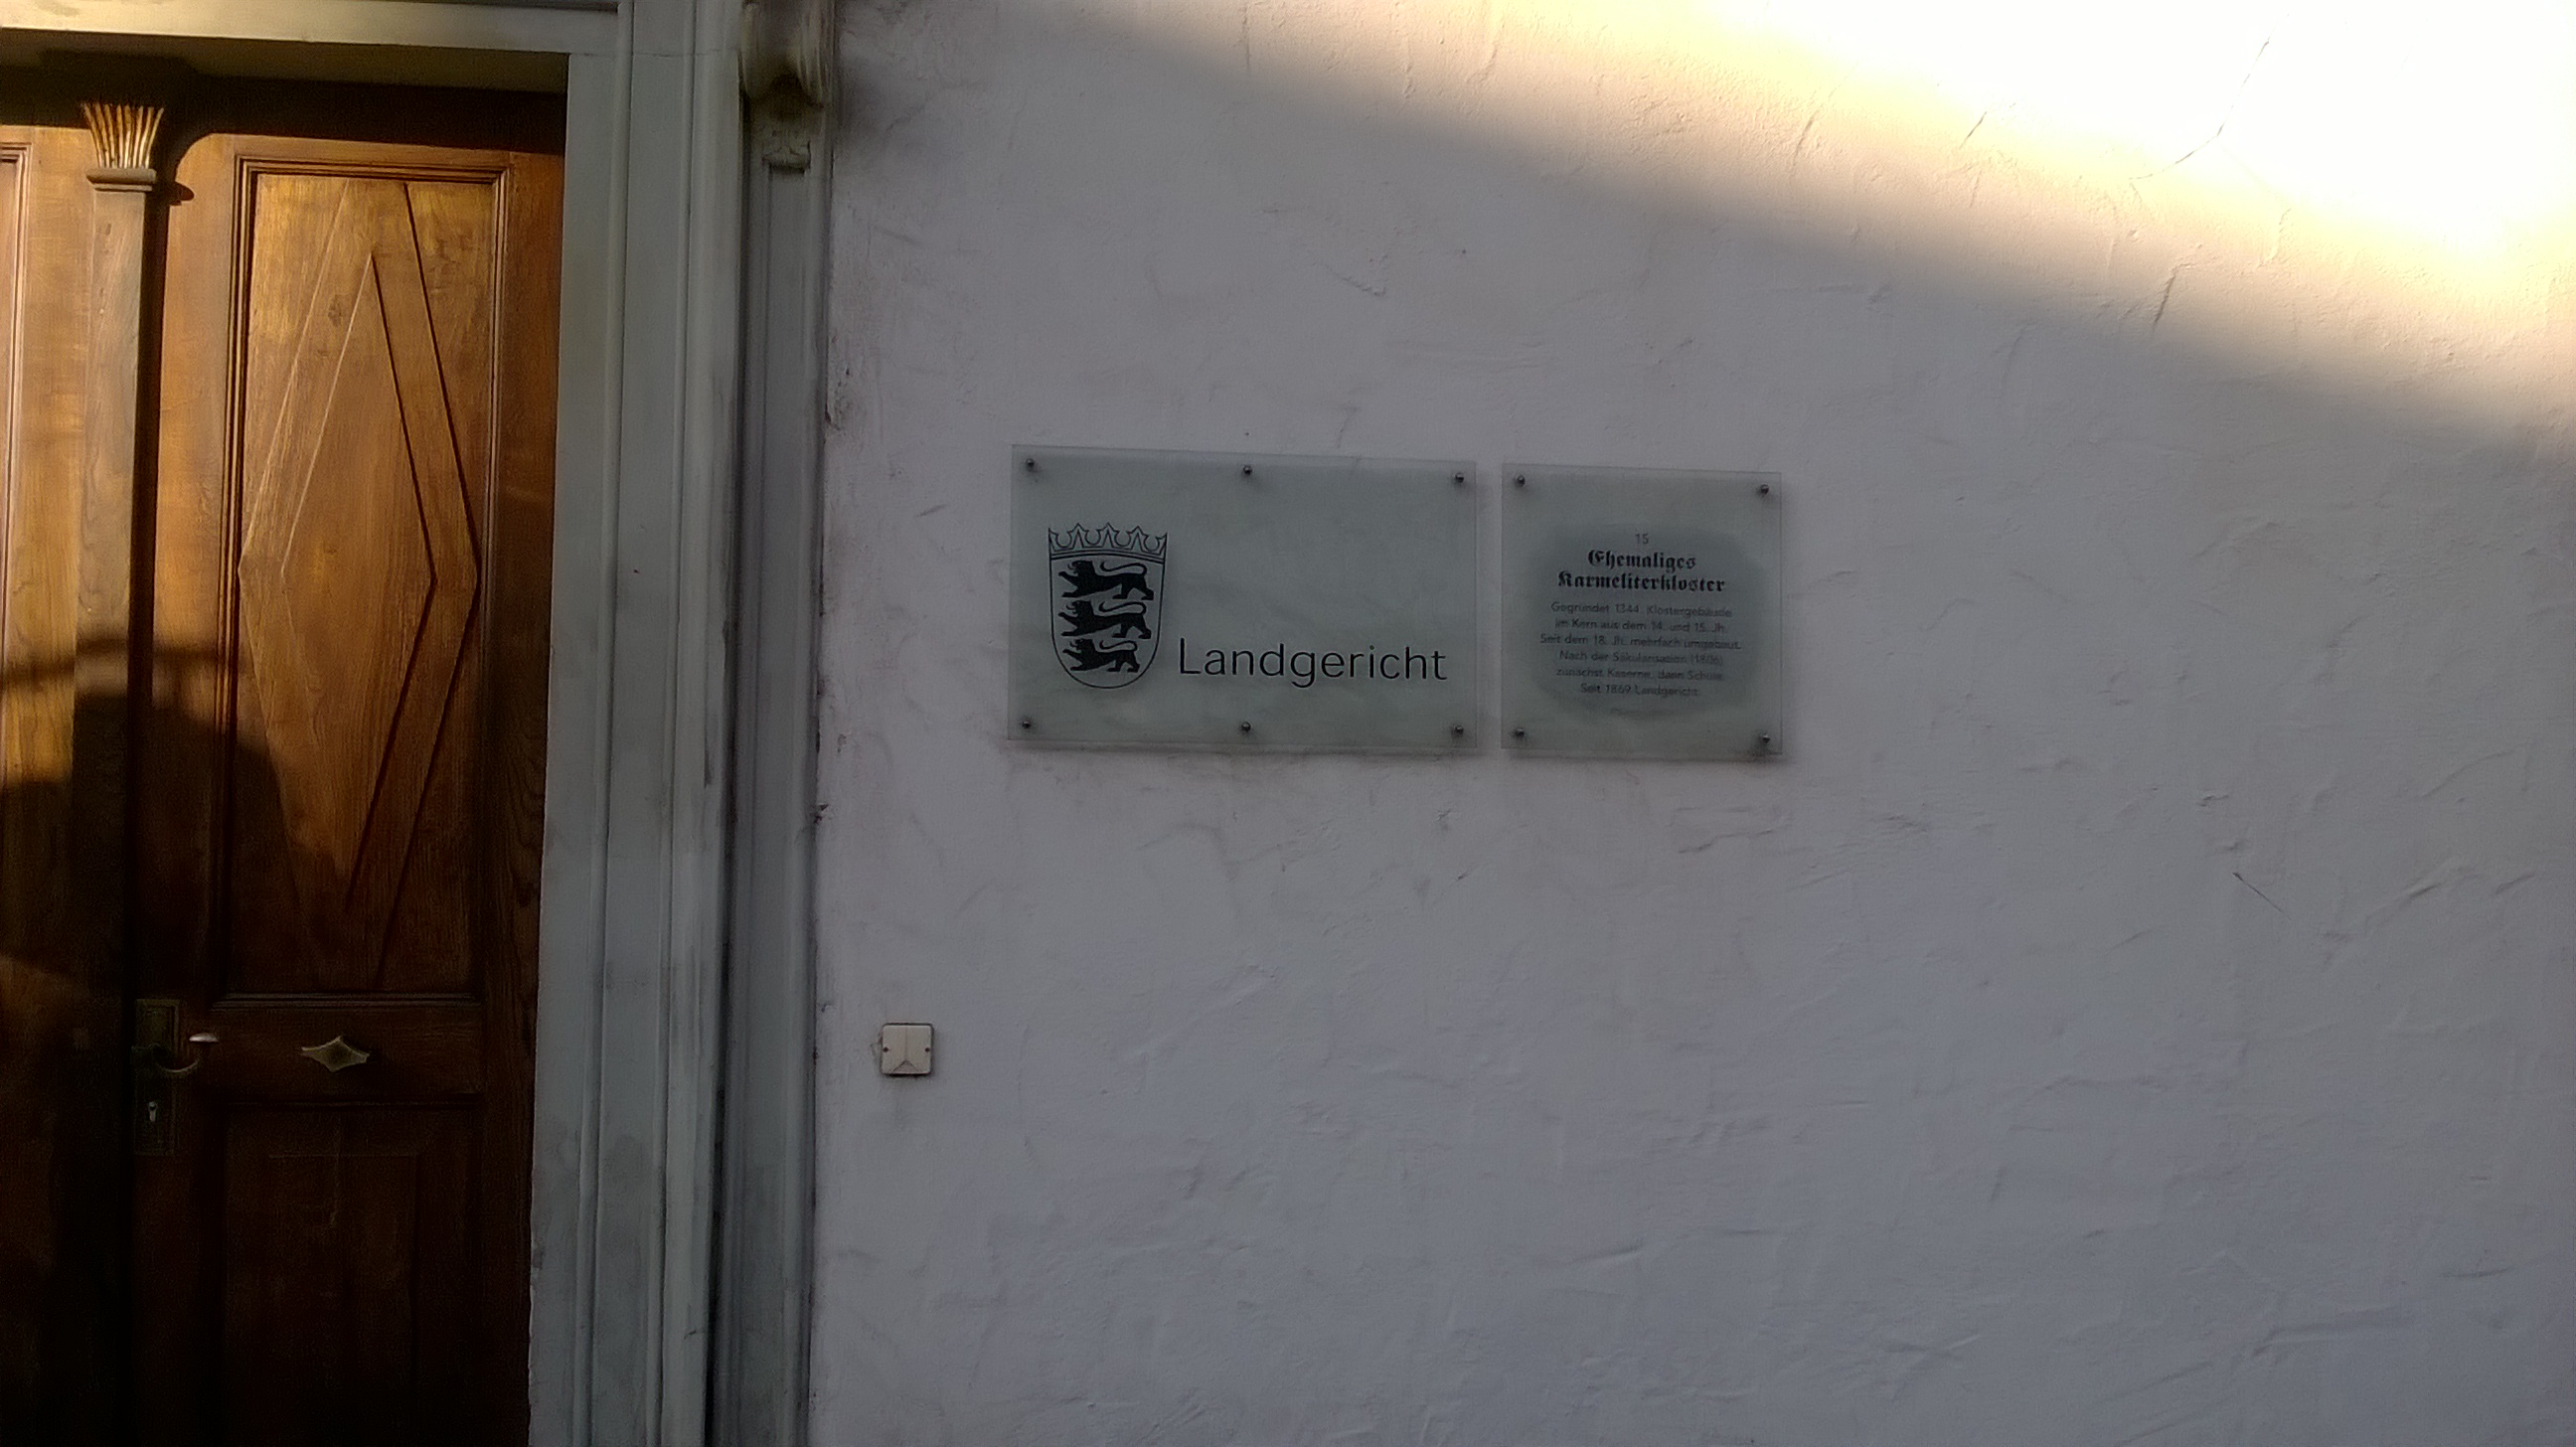 Landgericht
15
Ehemaliges
Karmeliterkloster
Gegründet 1344. Klostergebäude
im Kern aus dem 14. und 15. Jh.
Seit dem 18. Jh. mehrfach umgebaut.
Nach der Säkularisation (1806)
zunächst Kaserne, dann Schule.
Seit 1869 Landgericht.